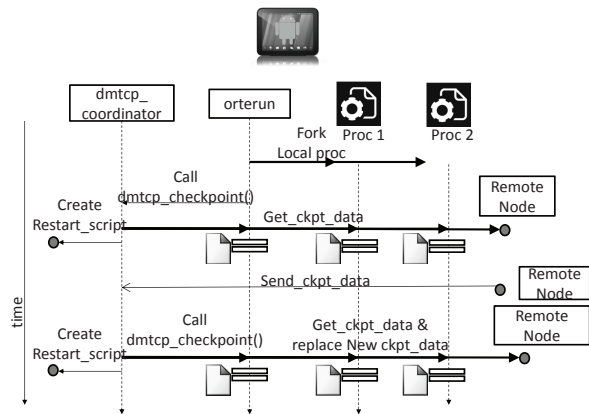 dmtcp_
coordinator
orterun
Proc 1
Proc 2
Fork
Local proc
Call
dmtcp_checkpoint()
Create
Restart_script
Get_ckpt_data
Remote
Node
Send_ckpt_data
Remote
Node
time
Create
Restart_script
Call
dmtcp_checkpoint()
Get_ckpt_data &
replace New ckpt_data
Remote
Node